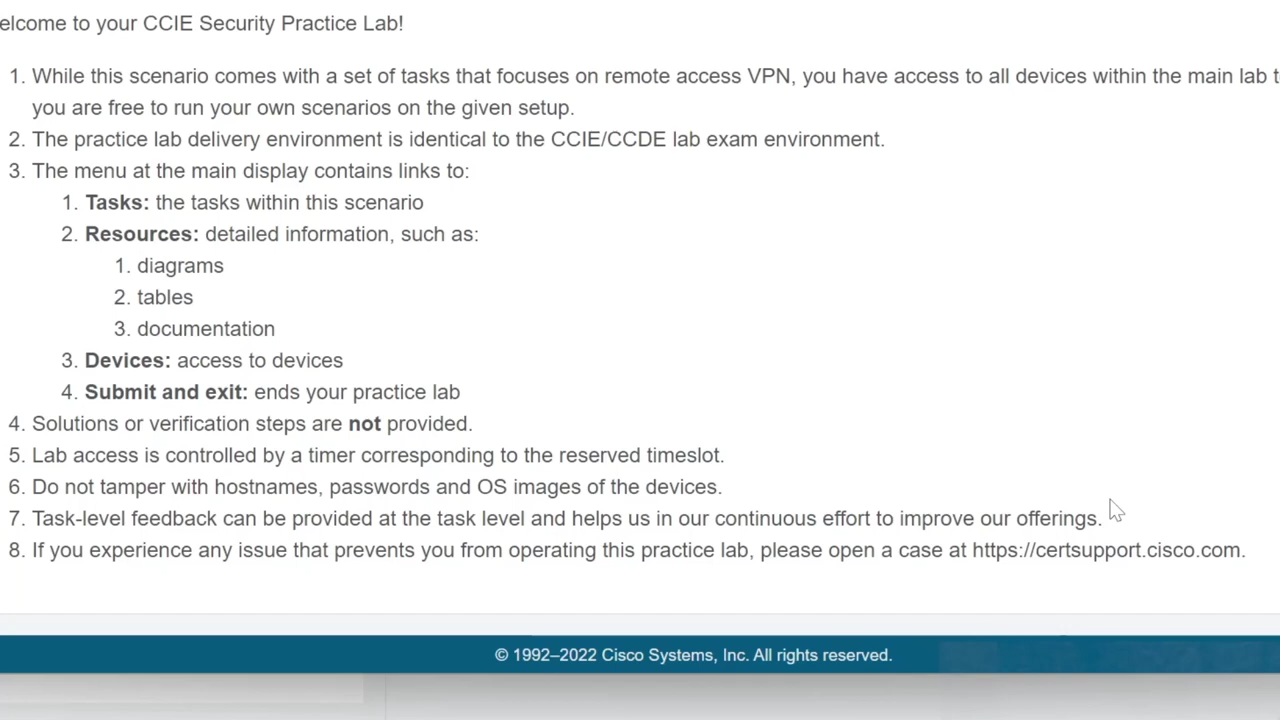 elcome to your CCIE Security Practice Lab!
1. While this scenario comes with a set of tasks that focuses on remote access VPN, you have access to all devices within the main lab
you are free to run your own scenarios on the given setup.
2. The practice lab delivery environment is identical to the CCIE/CCDE lab exam environment.
3. The menu at the main display contains links to:
1. Tasks: the tasks within this scenario
2. Resources: detailed information, such as:
1. diagrams
2. tables
3. documentation
3. Devices: access to devices
4. Submit and exit: ends your practice lab
4. Solutions or verification steps are not provided.
5. Lab access is controlled by a timer corresponding to the reserved timeslot.
6. Do not tamper with hostnames, passwords and OS images of the devices.
7. Task-level feedback can be provided at the task level and helps us in our continuous effort to improve our offerings.
8. If you experience any issue that prevents you from operating this practice lab, please open a case at https://certsupport.cisco.com.
© 1992–2022 Cisco Systems, Inc. All rights reserved.